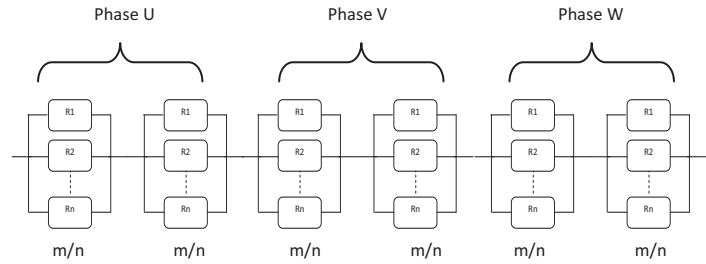 Phase U Phase V Phase W
R1 R1 R1 R1 R1 R1
R2 R2 R2 R2 R2 R2
Rn Rn Rn Rn Rn Rn
m/n m/n m/n m/n m/n m/n